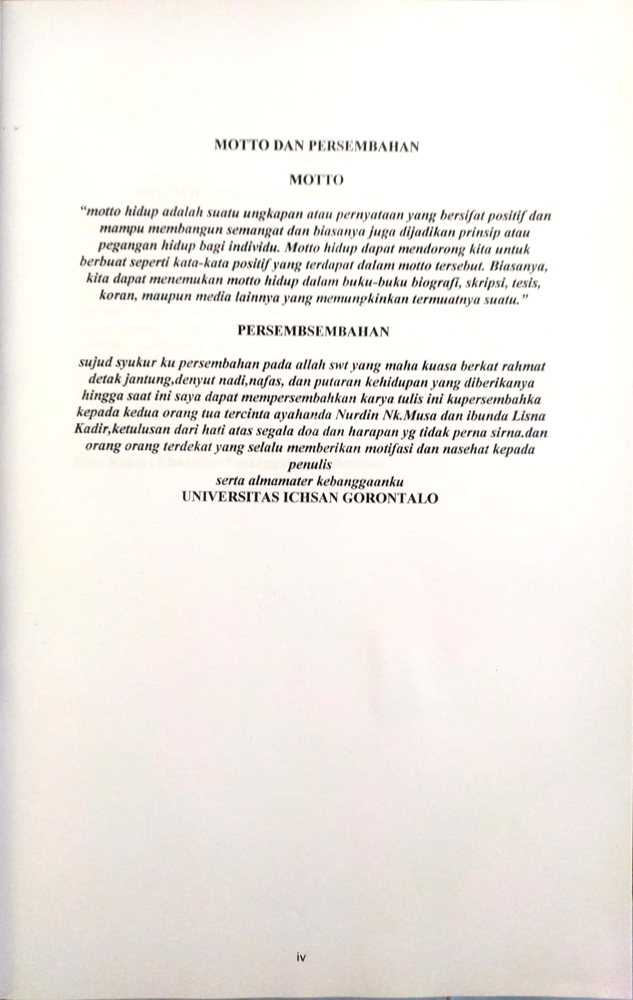 MOTTO DAN PERSEMBAHAN
MOTTO
“motto hidup adalah suatu ungkapan atau pernyataan yang bersifat positif dan
mampu membangun semangat dan biasanya juga dijadikan prinsip atau
pegangan hidup bagi individu. Motto hidup dapat mendorong kita untuk
berbuat seperti kata-kata positif yang terdapat dalam motto tersebut. Biasanya,
kita dapat menemukan motto hidup dalam buku-buku biografi, skripsi, tesis,
koran, maupun media lainnya yang memungkinkan termuatnya suatu.”
PERSEMBSEMBAHAN
sujud syukur ku persembahan pada allah swt yang maha kuasa berkat rahmat
detak jantung,denyut nadi,nafas, dan putaran kehidupan yang diberikanya
hingga saat ini saya dapat mempersembahkan karya tulis ini kupersembahka
kepada kedua orang tua tercinta ayahanda Nurdin Nk.Musa dan ibunda Lisna
Kadir,ketulusan dari hati atas segala doa dan harapan yg tidak perna sirna.dan
orang orang terdekat yang selalu memberikan motifasi dan nasehat kepada
penulis
serta almamater kebanggaanku
UNIVERSITAS ICHSAN GORONTALO
iv